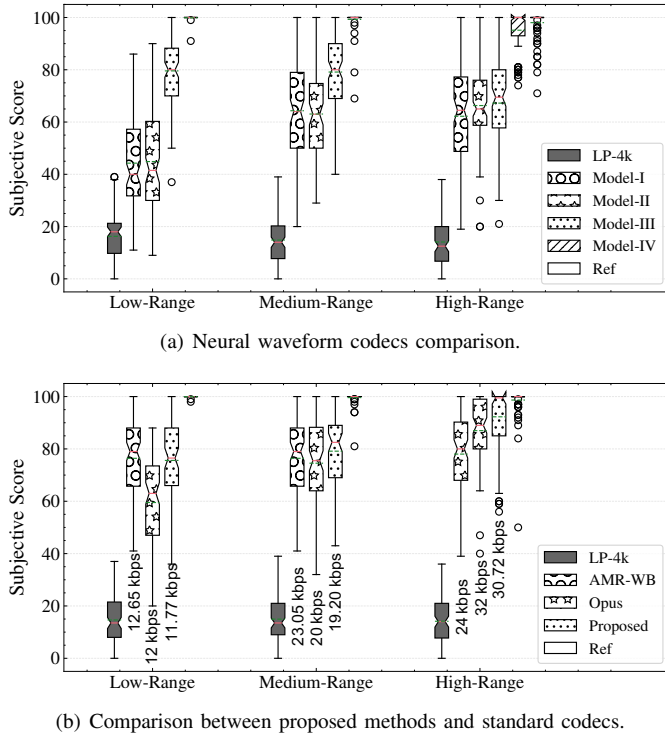 100
80
60
40
20
0
Subjective Score
LP-4k
Model-I
Model-II
Model-III
Model-IV
Ref
Low-Range
Medium-Range
High-Range
(a) Neural waveform codecs comparison.
100
80
60
40
20
0
Subjective Score
12.65 kbps
12 kbps
11.77 kbps
23.05 kbps
20 kbps
19.20 kbps
24 kbps
32 kbps
30.72 kbps
LP-4k
AMR-WB
Opus
Proposed
Ref
Low-Range
Medium-Range
High-Range
(b) Comparison between proposed methods and standard codecs.